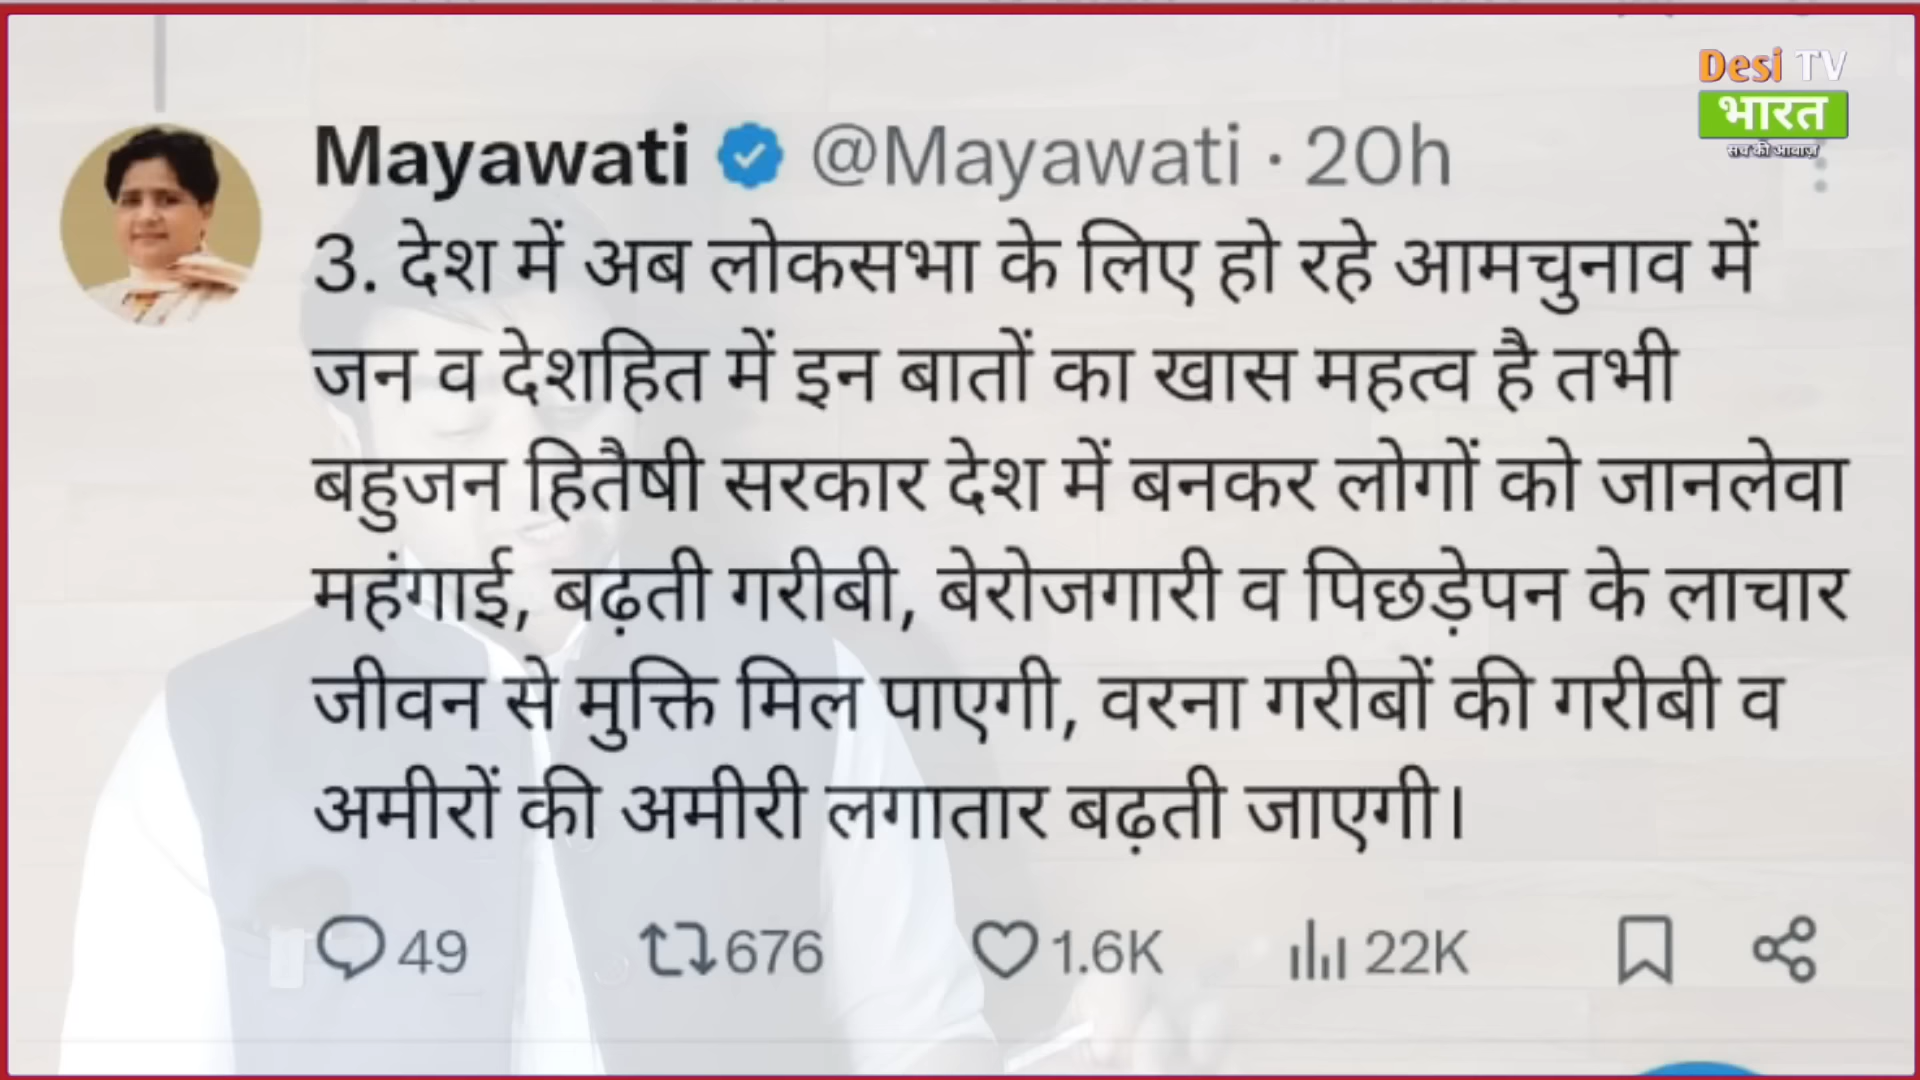 Desi TV
भारत
सच की आवाज़
Mayawati @Mayawati · 20h
3. देश में अब लोकसभा के लिए हो रहे आमचुनाव में
जन व देशहित में इन बातों का खास महत्व है तभी
बहुजन हितैषी सरकार देश में बनकर लोगों को जानलेवा
महंगाई, बढ़ती गरीबी, बेरोजगारी व पिछड़ेपन के लाचार
जीवन से मुक्ति मिल पाएगी, वरना गरीबों की गरीबी व
अमीरों की अमीरी लगातार बढ़ती जाएगी।
49 676 1.6K 22K